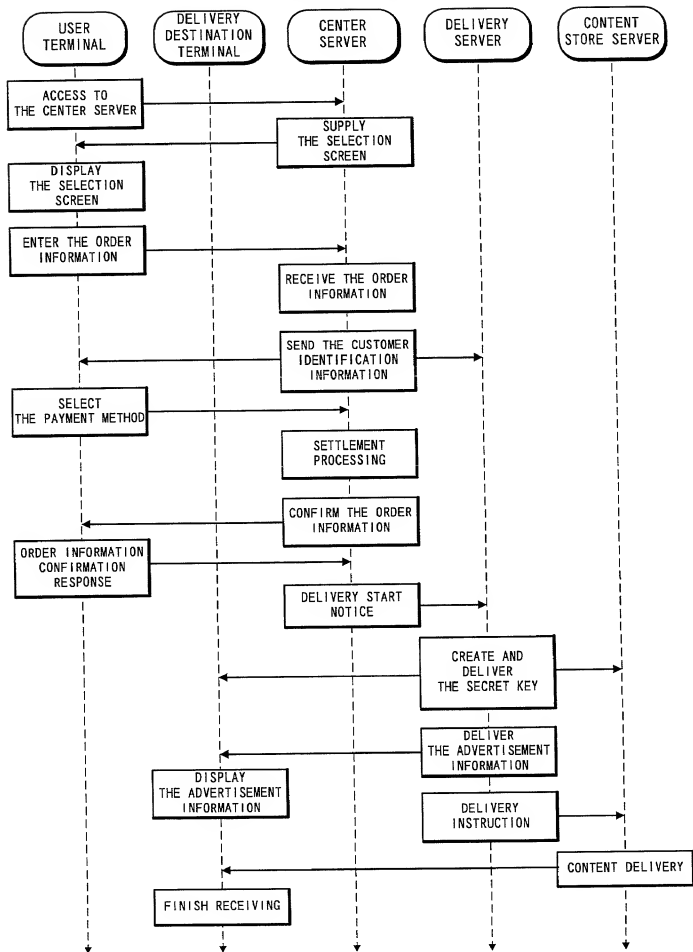 USER
TERMINAL
DELIVERY
DESTINATION
TERMINAL
CENTER
SERVER
DELIVERY
SERVER
CONTENT
STORE SERVER
ACCESS TO
THE CENTER SERVER
SUPPLY
THE SELECTION
SCREEN
DISPLAY
THE SELECTION
SCREEN
ENTER THE ORDER
INFORMATION
RECEIVE THE ORDER
INFORMATION
SEND THE CUSTOMER
IDENTIFICATION
INFORMATION
SELECT
THE PAYMENT METHOD
SETTLEMENT
PROCESSING
CONFIRM THE ORDER
INFORMATION
ORDER INFORMATION
CONFIRMATION
RESPONSE
DELIVERY START
NOTICE
CREATE AND
DELIVER
THE SECRET KEY
DELIVER
THE ADVERTISEMENT
INFORMATION
DISPLAY
THE ADVERTISEMENT
INFORMATION
DELIVERY
INSTRUCTION
CONTENT DELIVERY
FINISH RECEIVING